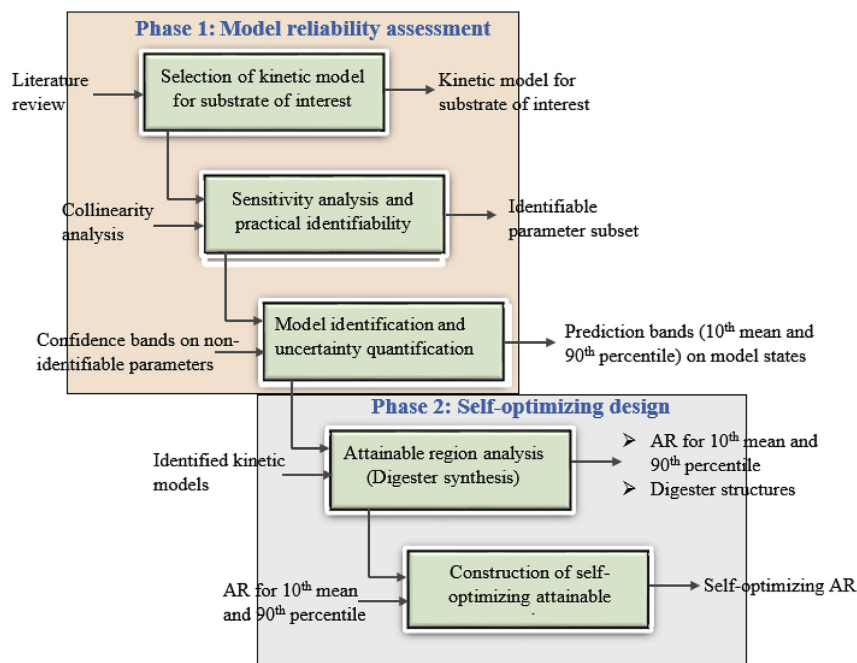 Phase 1: Model reliability assessment
Literature
review
Selection of kinetic model
for substrate of interest
Kinetic model for
substrate of interest
Collinearity
analysis
Sensitivity analysis and
practical identifiability
Identifiable
parameter subset
Confidence bands on non-
identifiable parameters
Model identification and
uncertainty quantification
Prediction bands (10th mean and
90th percentile) on model states
Phase 2: Self-optimizing design
Identified kinetic
models
Attainable region analysis
(Digester synthesis)
➢ AR for 10th mean and
90th percentile
➢ Digester structures
AR for 10th mean
and 90th percentile
Construction of self-
optimizing attainable
Self-optimizing AR